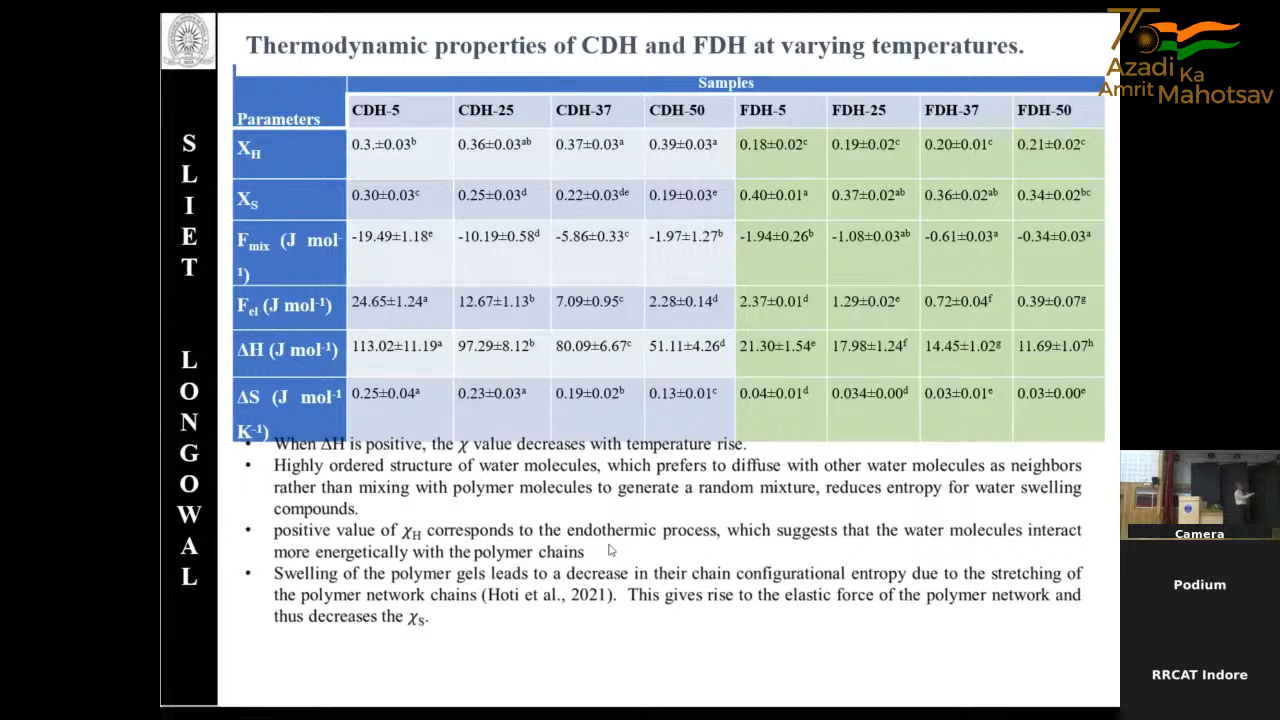 Thermodynamic properties of CDH and FDH at varying temperatures.
75
Azadi Ka
Amrit Mahotsav
SLIET LONGOWAL
Samples
Parameters CDH-5 CDH-25 CDH-37 CDH-50 FDH-5 FDH-25 FDH-37 FDH-50
X_H 0.3.±0.03ᵇ 0.36±0.03ᵃᵇ 0.37±0.03ᵃ 0.39±0.03ᵃ 0.18±0.02ᶜ 0.19±0.02ᶜ 0.20±0.01ᶜ 0.21±0.02ᶜ
X_S 0.30±0.03ᶜ 0.25±0.03ᵈ 0.22±0.03ᵈᵉ 0.19±0.03ᵉ 0.40±0.01ᵃ 0.37±0.02ᵃᵇ 0.36±0.02ᵃᵇ 0.34±0.02ᵇᶜ
F_mix (J mol⁻¹) -19.49±1.18ᵉ -10.19±0.58ᵈ -5.86±0.33ᶜ -1.97±1.27ᵇ -1.94±0.26ᵇ -1.08±0.03ᵃᵇ -0.61±0.03ᵃ -0.34±0.03ᵃ
F_el (J mol⁻¹) 24.65±1.24ᵃ 12.67±1.13ᵇ 7.09±0.95ᶜ 2.28±0.14ᵈ 2.37±0.01ᵈ 1.29±0.02ᵉ 0.72±0.04ᶠ 0.39±0.07ᵍ
ΔH (J mol⁻¹) 113.02±11.19ᵃ 97.29±8.12ᵇ 80.09±6.67ᶜ 51.11±4.26ᵈ 21.30±1.54ᵉ 17.98±1.24ᶠ 14.45±1.02ᵍ 11.69±1.07ʰ
ΔS (J mol⁻¹ K⁻¹) 0.25±0.04ᵃ 0.23±0.03ᵃ 0.19±0.02ᵇ 0.13±0.01ᶜ 0.04±0.01ᵈ 0.034±0.00ᵈ 0.03±0.01ᵉ 0.03±0.00ᵉ
• When ΔH is positive, the χ value decreases with temperature rise.
• Highly ordered structure of water molecules, which prefers to diffuse with other water molecules as neighbors
rather than mixing with polymer molecules to generate a random mixture, reduces entropy for water swelling
compounds.
• positive value of χ_H corresponds to the endothermic process, which suggests that the water molecules interact
more energetically with the polymer chains
• Swelling of the polymer gels leads to a decrease in their chain configurational entropy due to the stretching of
the polymer network chains (Hoti et al., 2021). This gives rise to the elastic force of the polymer network and
thus decreases the χ_S.
Camera
Podium
RRCAT Indore